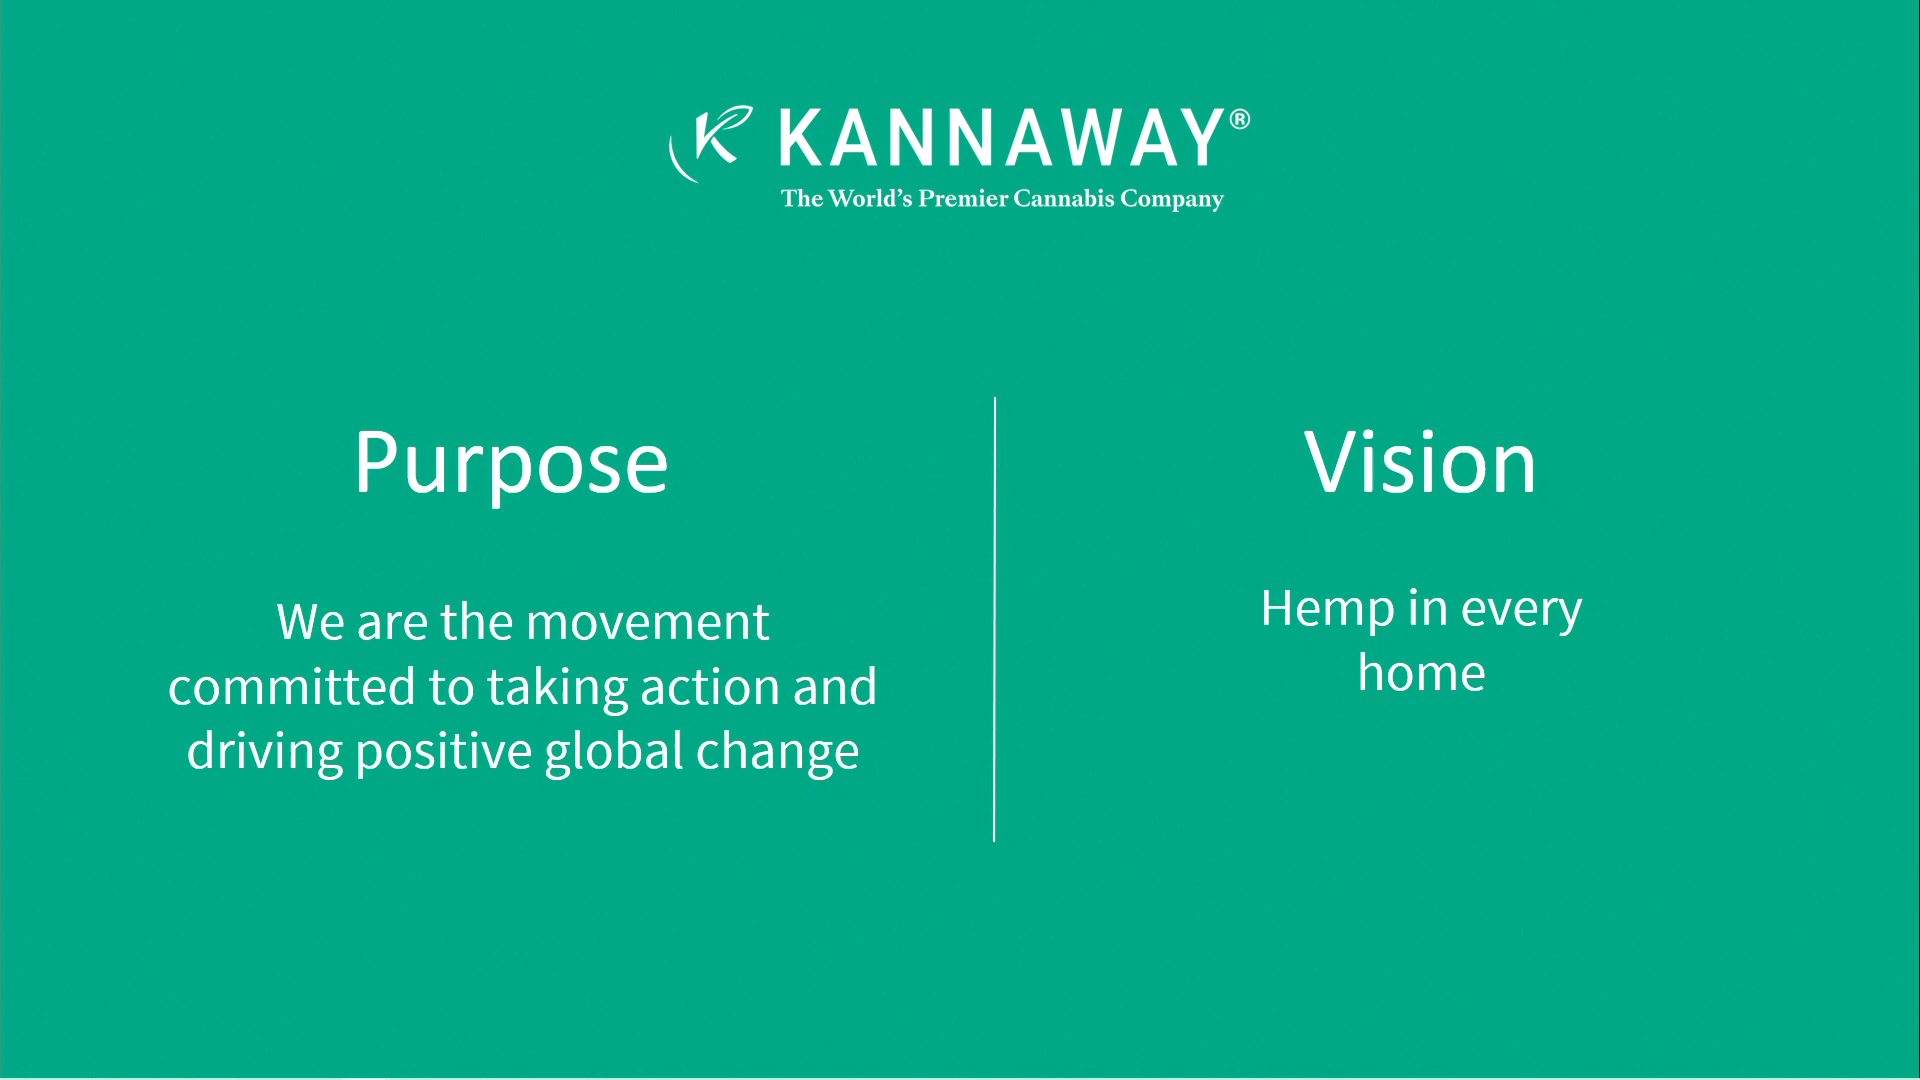 KANNAWAY®
The World's Premier Cannabis Company
Purpose
We are the movement
committed to taking action and
driving positive global change
Vision
Hemp in every
home